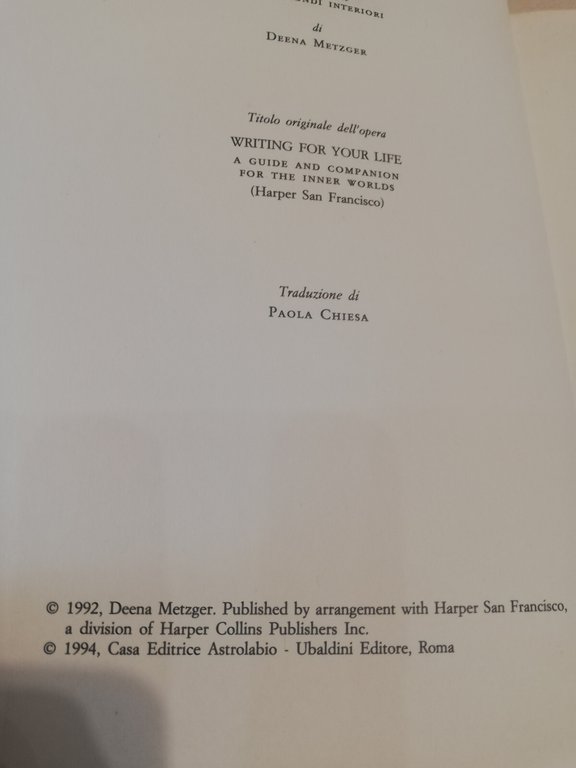 INTERIORI
di
DEENA METZGER
Titolo originale dell'opera
WRITING FOR YOUR LIFE
A GUIDE AND COMPANION
FOR THE INNER WORLDS
(Harper San Francisco)
Traduzione di
PAOLA CHIESA
© 1992, Deena Metzger. Published by arrangement with Harper San Francisco,
a division of Harper Collins Publishers Inc.
© 1994, Casa Editrice Astrolabio - Ubaldini Editore, Roma